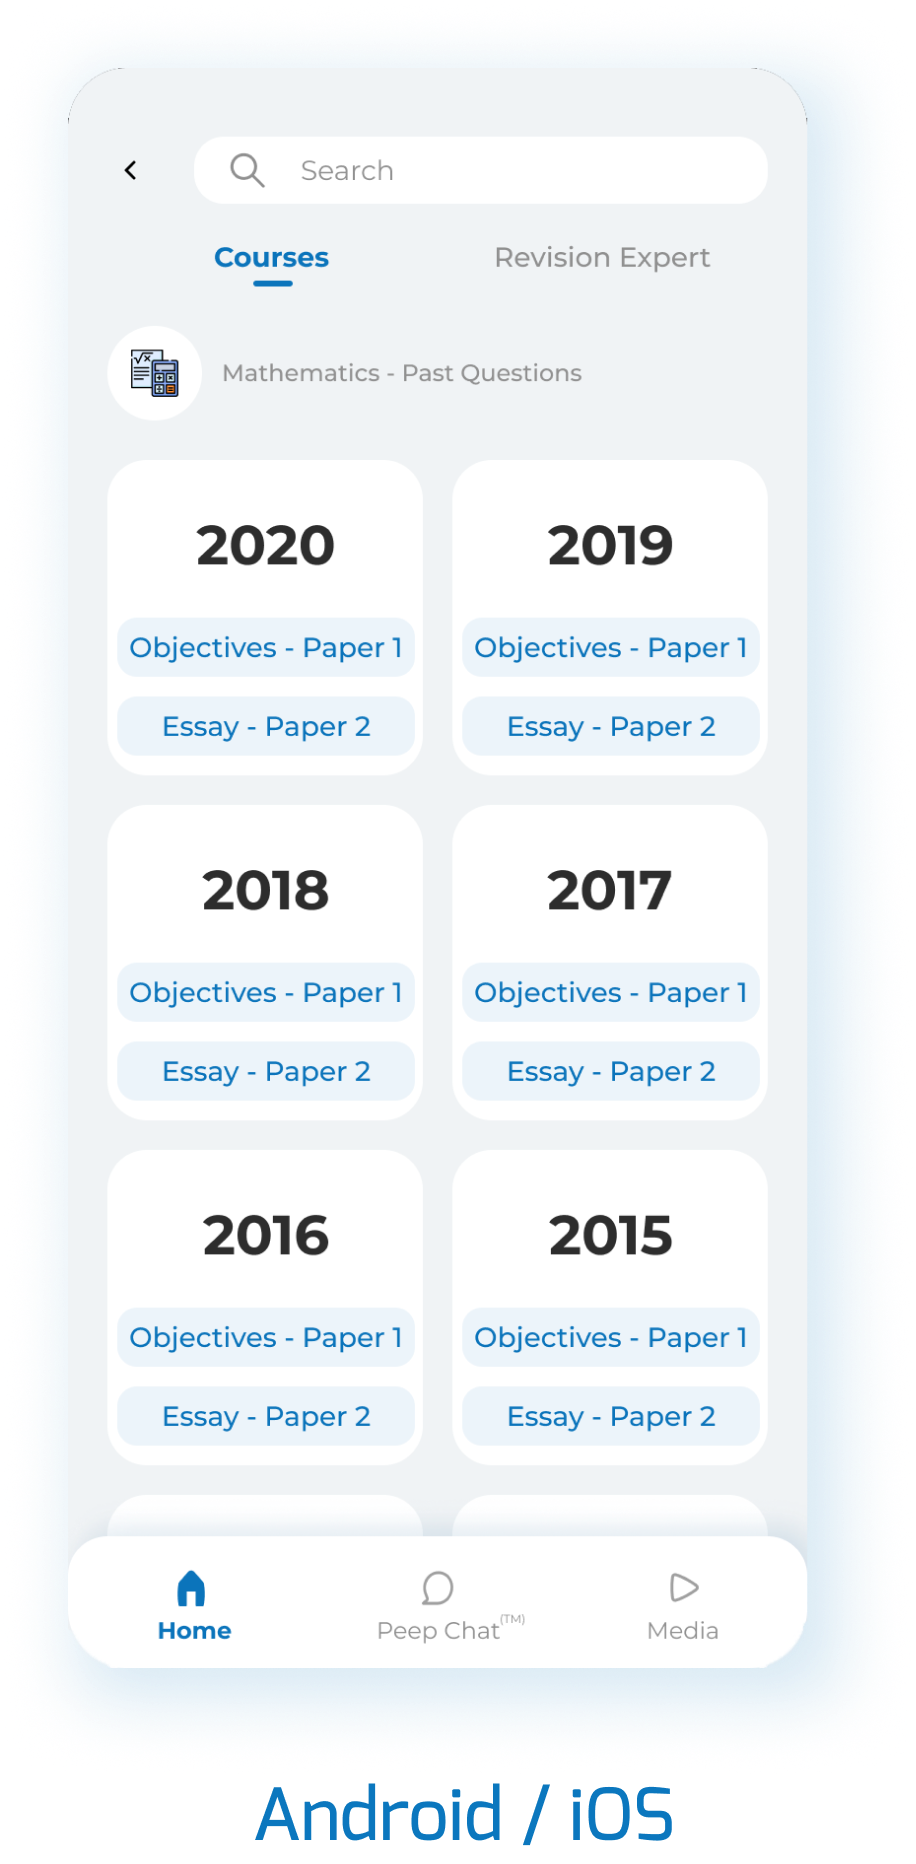 Search
Courses Revision Expert
Mathematics - Past Questions
2020 2019
Objectives - Paper 1 Objectives - Paper 1
Essay - Paper 2 Essay - Paper 2
2018 2017
Objectives - Paper 1 Objectives - Paper 1
Essay - Paper 2 Essay - Paper 2
2016 2015
Objectives - Paper 1 Objectives - Paper 1
Essay - Paper 2 Essay - Paper 2
Home Peep Chat(TM) Media
Android / iOS